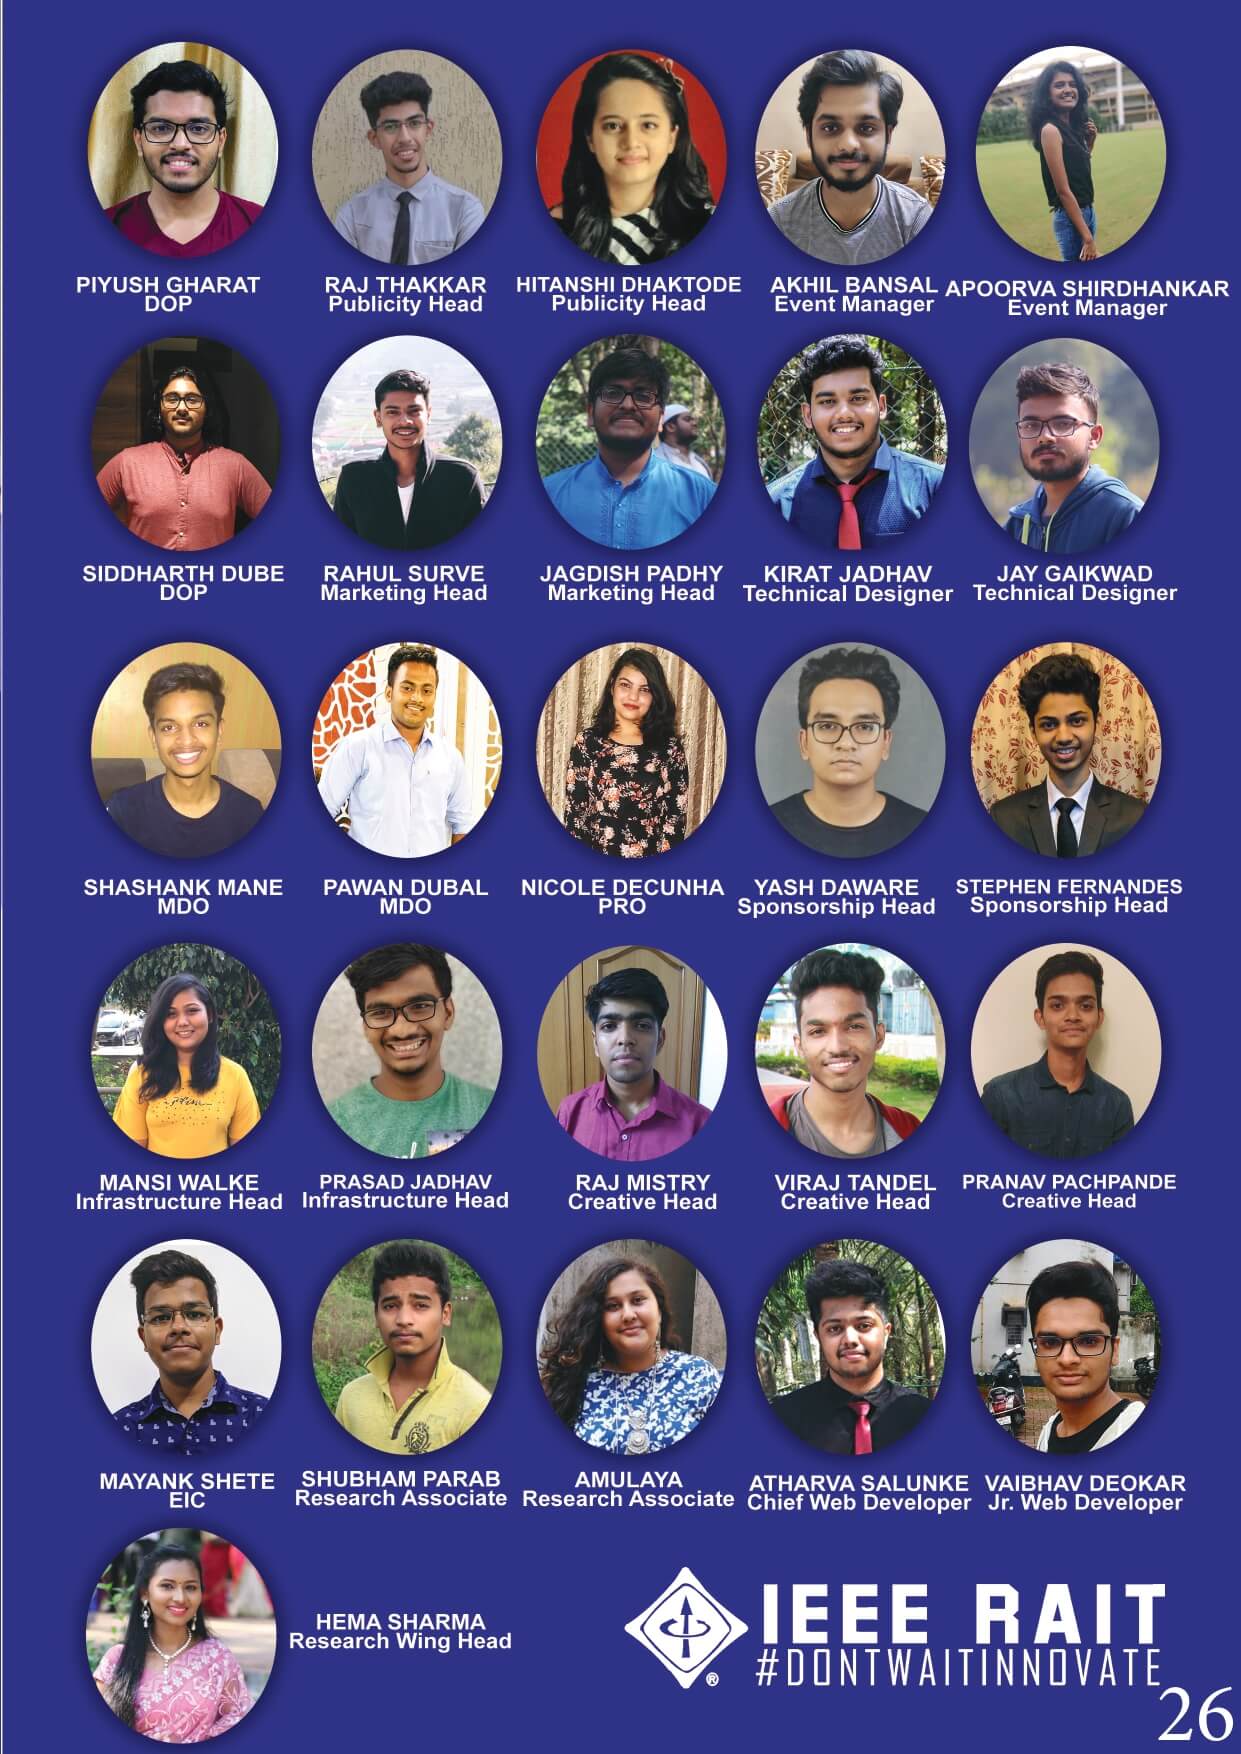 PIYUSH GHARAT
DOP
RAJ THAKKAR
Publicity Head
HITANSHI DHAKTODE
Publicity Head
AKHIL BANSAL
Event Manager
APOORVA SHIRDHANKAR
Event Manager
SIDDHARTH DUBE
DOP
RAHUL SURVE
Marketing Head
JAGDISH PADHY
Marketing Head
KIRAT JADHAV
Technical Designer
JAY GAIKWAD
Technical Designer
SHASHANK MANE
MDO
PAWAN DUBAL
MDO
NICOLE DECUNHA
PRO
YASH DAWARE
Sponsorship Head
STEPHEN FERNANDES
Sponsorship Head
MANSI WALKE
Infrastructure Head
PRASAD JADHAV
Infrastructure Head
RAJ MISTRY
Creative Head
VIRAJ TANDEL
Creative Head
PRANAV PACHPANDE
Creative Head
MAYANK SHETE
EIC
SHUBHAM PARAB
Research Associate
AMULAYA
Research Associate
ATHARVA SALUNKE
Chief Web Developer
VAIBHAV DEOKAR
Jr. Web Developer
HEMA SHARMA
Research Wing Head
IEEE RAIT
#DONTWAITINNOVATE
®
26